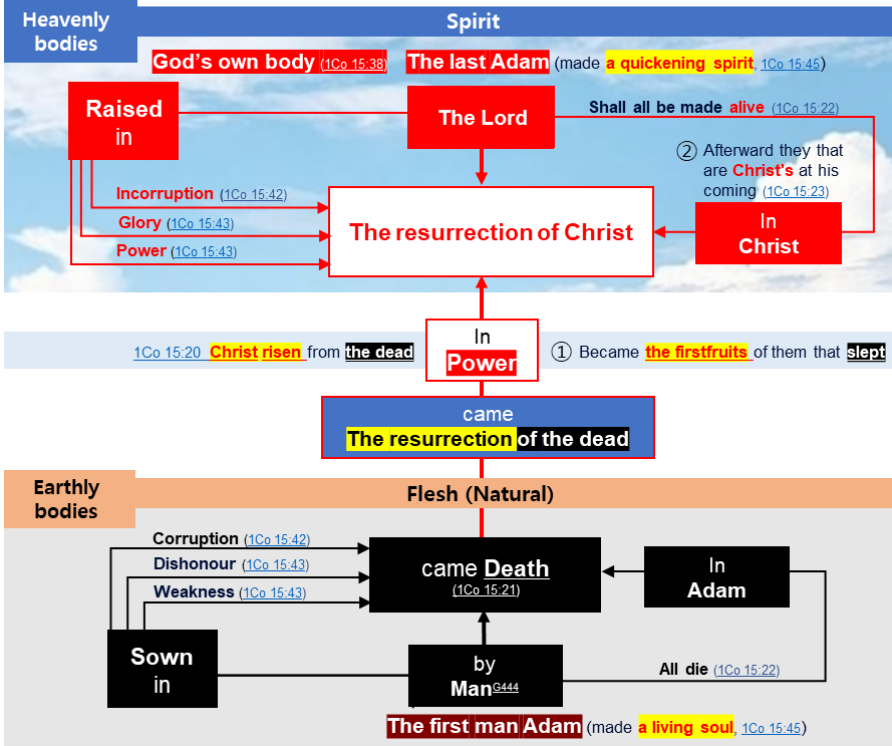 Heavenly
bodies
Spirit
God's own body (1Co 15:38)
The last Adam (made a quickening spirit, 1Co 15:45)
Raised
in
The Lord
Shall all be made alive (1Co 15:22)
② Afterward they that
are Christ's at his
coming (1Co 15:23)
Incorruption (1Co 15:42)
Glory (1Co 15:43)
Power (1Co 15:43)
The resurrection of Christ
In
Christ
1Co 15:20 Christ risen from the dead
In
Power
① Became the firstfruits of them that slept
came
The resurrection of the dead
Earthly
bodies
Flesh (Natural)
Corruption (1Co 15:42)
Dishonour (1Co 15:43)
Weakness (1Co 15:43)
came Death
(1Co 15:21)
In
Adam
Sown
in
by
Man G444
All die (1Co 15:22)
The first man Adam (made a living soul, 1Co 15:45)